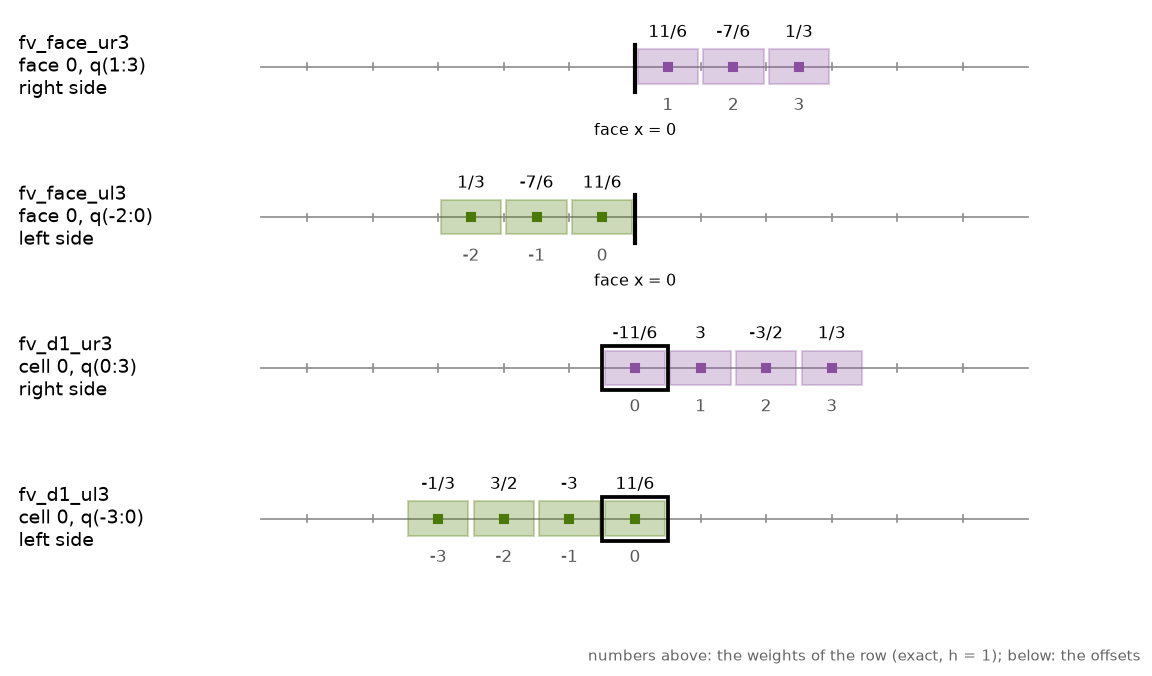 fv_face_ur3
face 0, q(1:3)
right side
11/6 -7/6 1/3
1 2 3
face x = 0
fv_face_ul3
face 0, q(-2:0)
left side
1/3 -7/6 11/6
-2 -1 0
face x = 0
fv_d1_ur3
cell 0, q(0:3)
right side
-11/6 3 -3/2 1/3
0 1 2 3
fv_d1_ul3
cell 0, q(-3:0)
left side
-1/3 3/2 -3 11/6
-3 -2 -1 0
numbers above: the weights of the row (exact, h = 1); below: the offsets